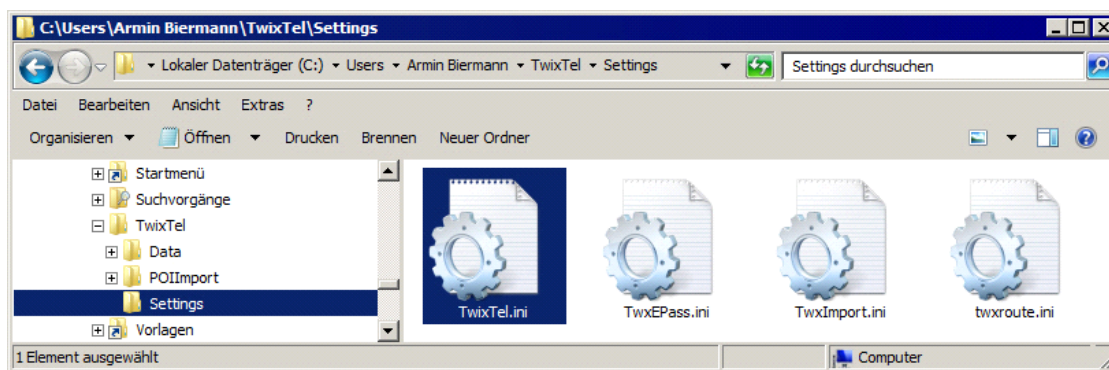 C:\Users\Armin Biermann\TwixTel\Settings
Lokaler Datenträger (C:) Users Armin Biermann TwixTel Settings Settings durchsuchen
Datei Bearbeiten Ansicht Extras ?
Organisieren Öffnen Drucken Brennen Neuer Ordner
Startmenü
Suchvorgänge
TwixTel
Data
POIImport
Settings
Vorlagen
TwixTel.ini TwxEPass.ini TwxImport.ini twxroute.ini
1 Element ausgewählt Computer